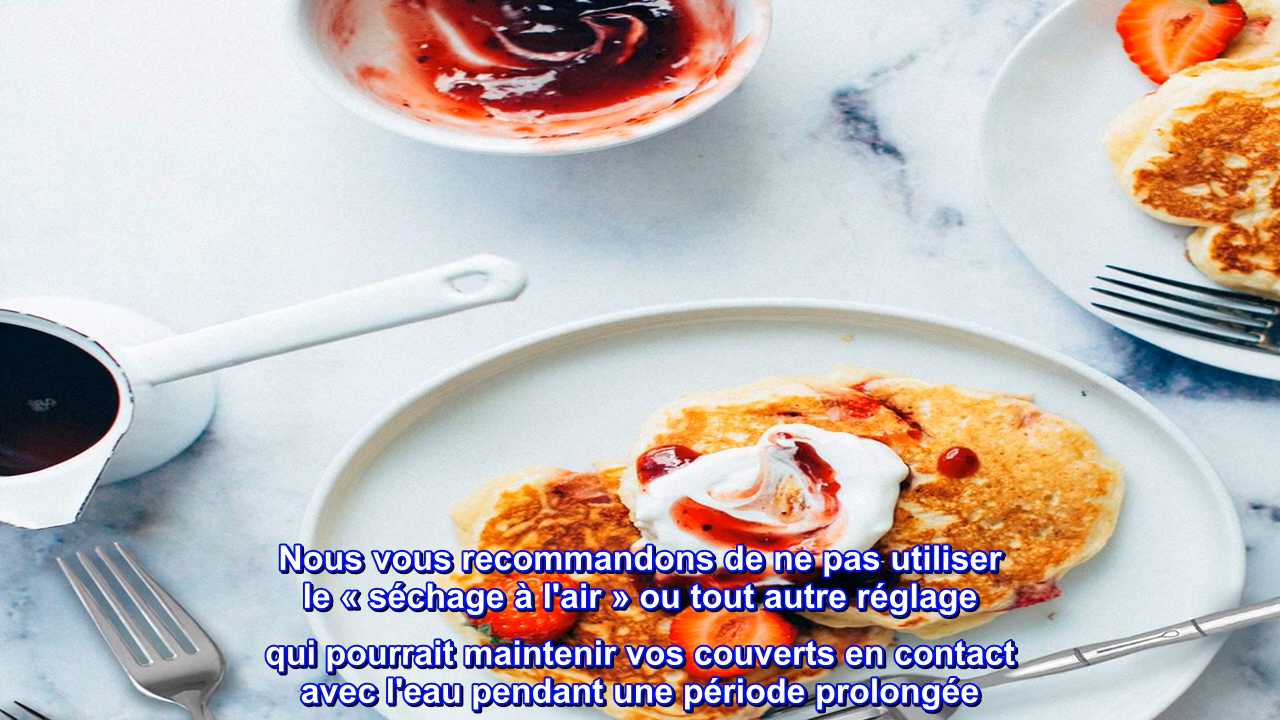 Nous vous recommandons de ne pas utiliser
le « séchage à l'air » ou tout autre réglage
qui pourrait maintenir vos couverts en contact
avec l'eau pendant une période prolongée